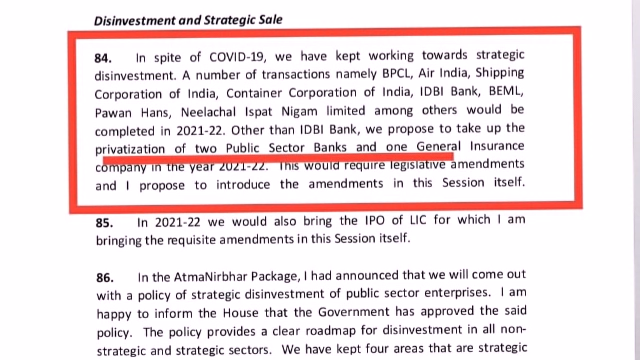 Disinvestment and Strategic Sale
84. In spite of COVID-19, we have kept working towards strategic
disinvestment. A number of transactions namely BPCL, Air India, Shipping
Corporation of India, Container Corporation of India, IDBI Bank, BEML,
Pawan Hans, Neelachal Ispat Nigam limited among others would be
completed in 2021-22. Other than IDBI Bank, we propose to take up the
privatization of two Public Sector Banks and one General Insurance
company in the year 2021-22. This would require legislative amendments
and I propose to introduce the amendments in this Session itself.
85. In 2021-22 we would also bring the IPO of LIC for which I am
bringing the requisite amendments in this Session itself.
86. In the AtmaNirbhar Package, I had announced that we will come out
with a policy of strategic disinvestment of public sector enterprises. I am
happy to inform the House that the Government has approved the said
policy. The policy provides a clear roadmap for disinvestment in all non-
strategic and strategic sectors. We have kept four areas that are strategic